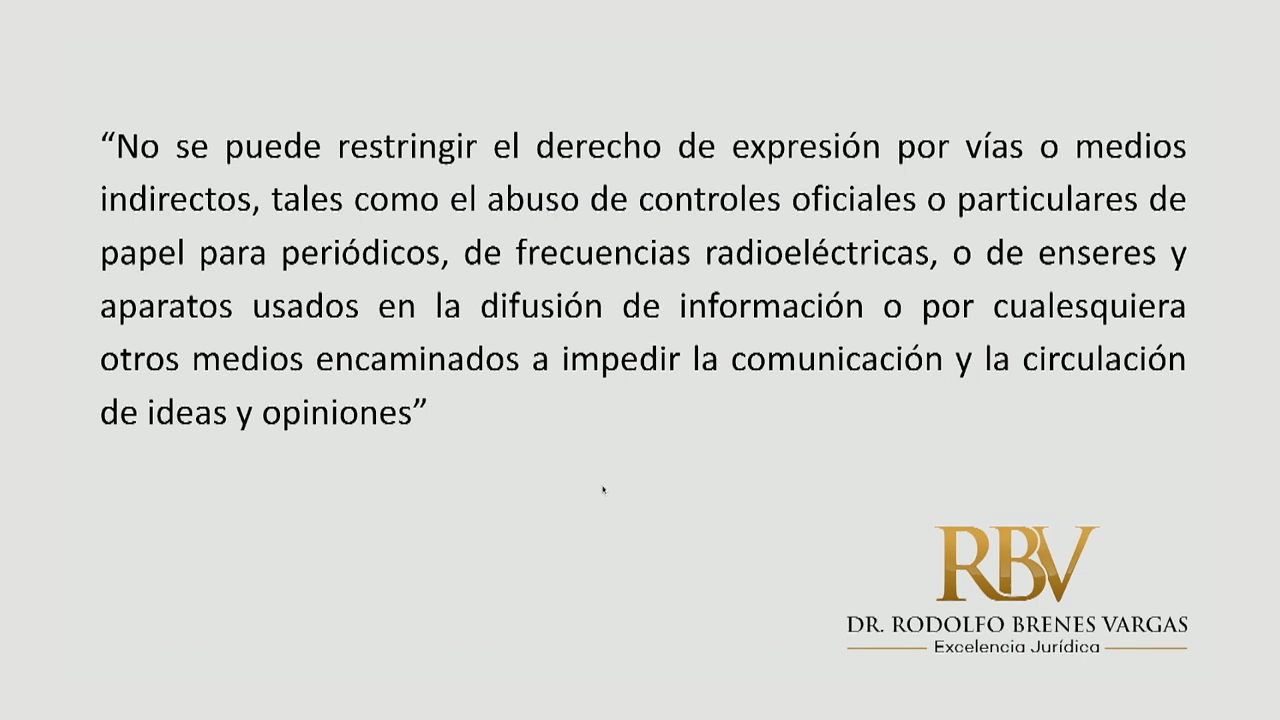 “No se puede restringir el derecho de expresión por vías o medios
indirectos, tales como el abuso de controles oficiales o particulares de
papel para periódicos, de frecuencias radioeléctricas, o de enseres y
aparatos usados en la difusión de información o por cualesquiera
otros medios encaminados a impedir la comunicación y la circulación
de ideas y opiniones”
RBV
DR. RODOLFO BRENES VARGAS
Excelencia Jurídica